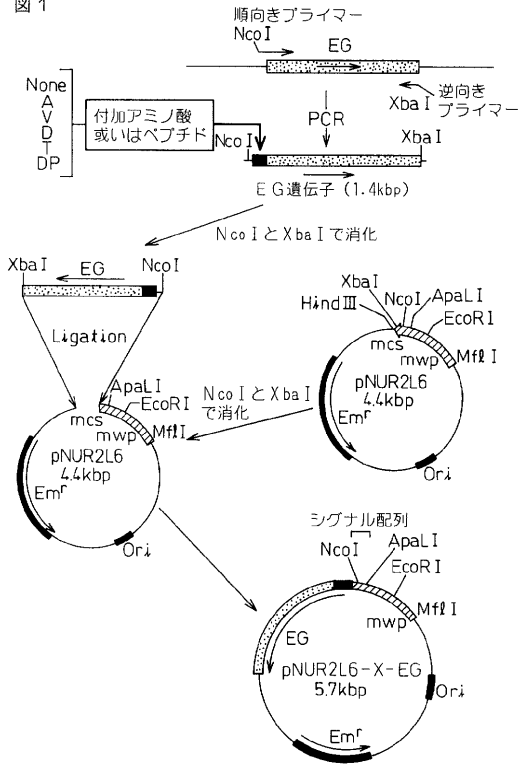 図1
順向きプライマー
NcoI
EG
XbaI
逆向き
プライマー
None
A
V
D
T
DP
付加アミノ酸
或いはペプチド
PCR
NcoI
XbaI
EG遺伝子 (1.4kbp)
NcoIとXbaIで消化
XbaI
EG
NcoI
Ligation
XbaI
NcoI
ApaLI
HindⅢ
EcoRI
MflI
mcs
mwp
pNUR2L6
4.4kbp
Emr
Ori
NcoIとXbaI
で消化
ApaLI
EcoRI
MflI
mcs
mwp
pNUR2L6
4.4kbp
Emr
Ori
シグナル配列
NcoI
ApaLI
EcoRI
MflI
mwp
EG
pNUR2L6-X-EG
5.7kbp
Ori
Emr